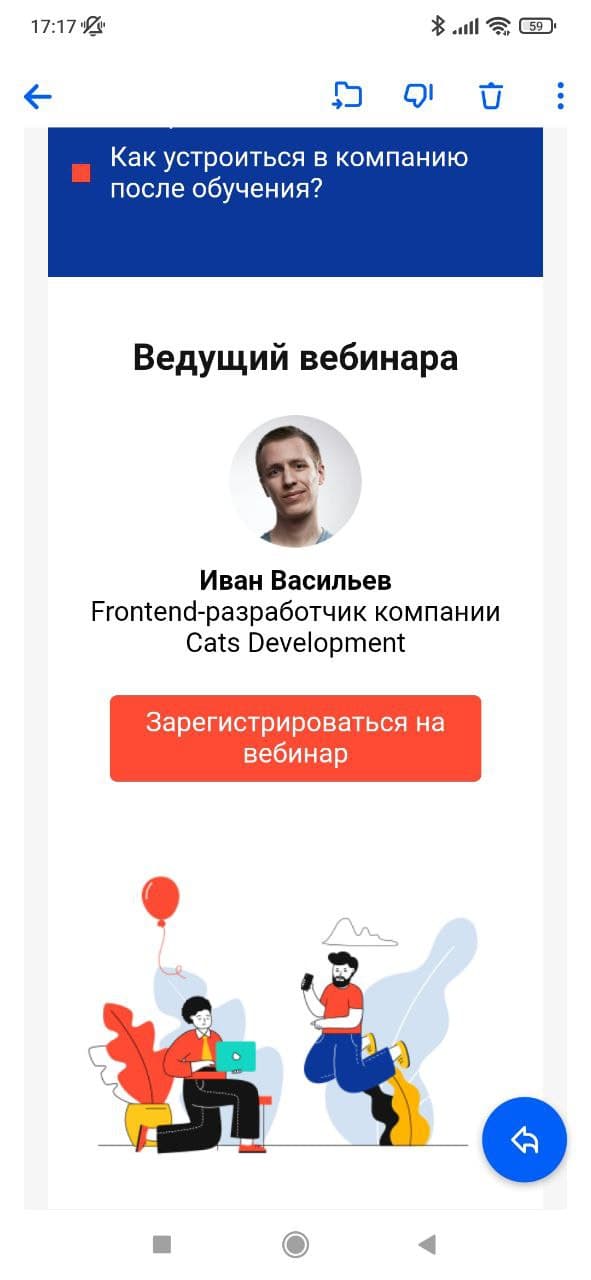 17:17
59
Как устроиться в компанию
после обучения?
Ведущий вебинара
Иван Васильев
Frontend-разработчик компании
Cats Development
Зарегистрироваться на
вебинар